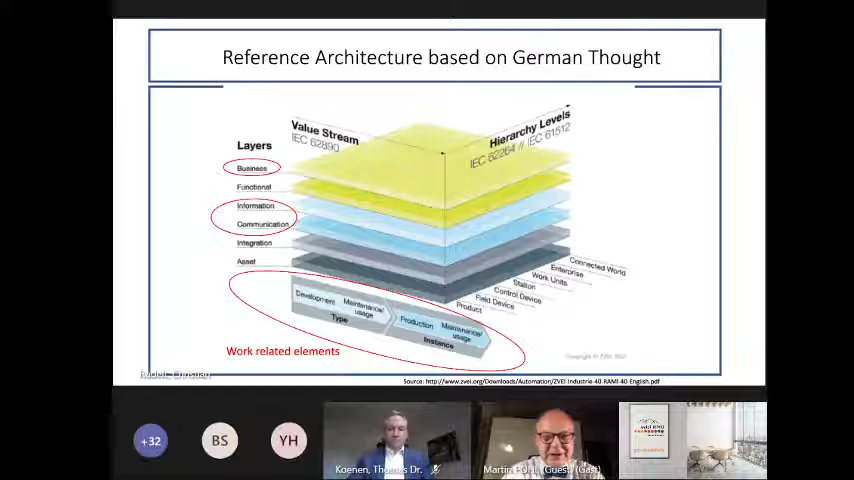 Reference Architecture based on German Thought
Value Stream
IEC 62890
Hierarchy Levels
IEC 62264 // IEC 61512
Layers
Business
Functional
Information
Communication
Integration
Asset
Connected World
Enterprise
Work Units
Station
Control Device
Field Device
Product
Development
Maintenance/
usage
Type
Production
Maintenance/
usage
Instance
Work related elements
Source: http://www.zvei.org/Downloads/Automation/ZVEI-Industrie-40-RAMI-40-English.pdf
+32
BS
YH
Koenen, Thomas Dr.
(Guest) (Gast)